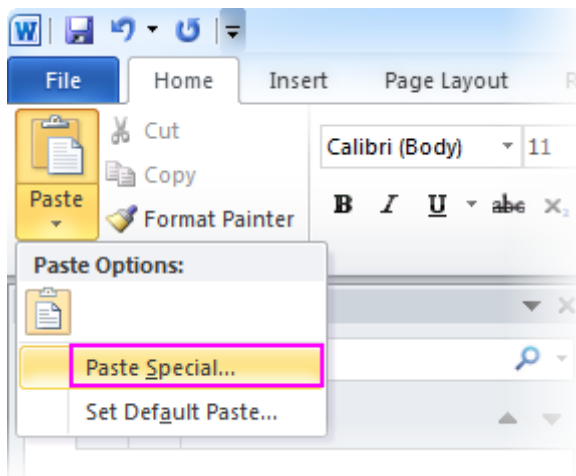 W
File Home Insert Page Layout R
Cut
Calibri (Body) 11
Copy
Paste
Format Painter
B I U abc X₂
Paste Options:
Paste Special...
Set Default Paste...